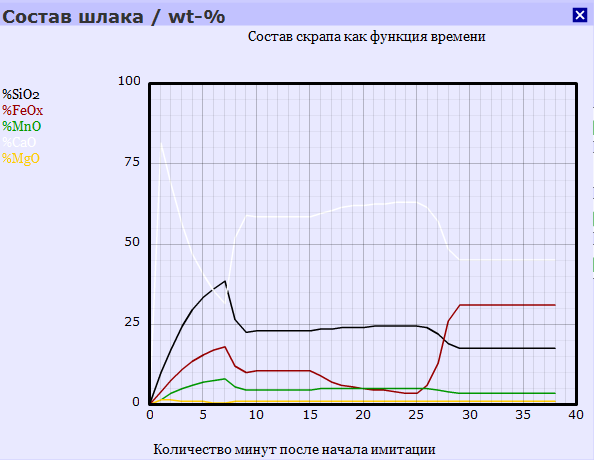 Состав шлака / wt-%
Состав скрапа как функция времени
%SiO2
%FeOx
%MnO
%CaO
%MgO
100
75
50
25
0
0 5 10 15 20 25 30 35 40
Количество минут после начала имитации